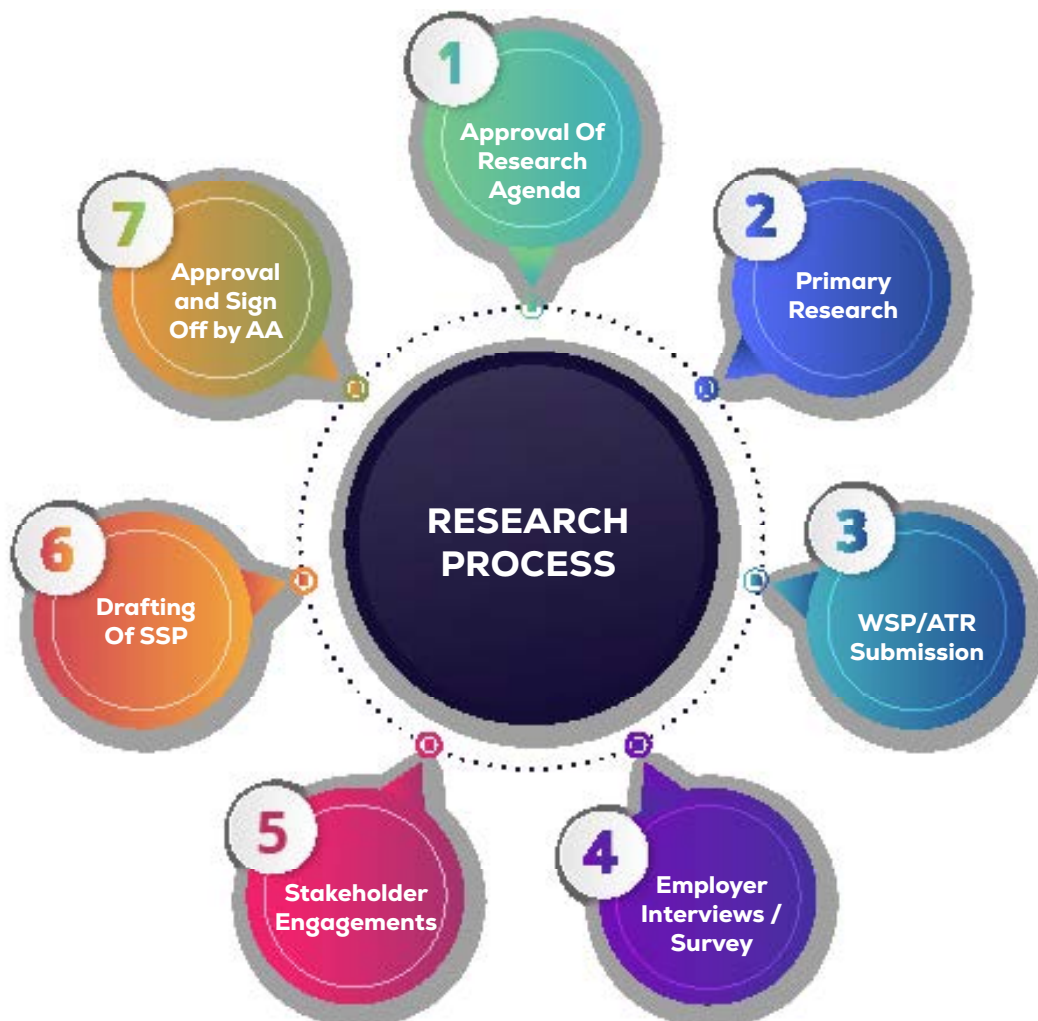 1
Approval Of
Research
Agenda
2
Primary
Research
3
WSP/ATR
Submission
4
Employer
Interviews /
Survey
5
Stakeholder
Engagements
6
Drafting
Of SSP
7
Approval
and Sign
Off by AA
RESEARCH
PROCESS